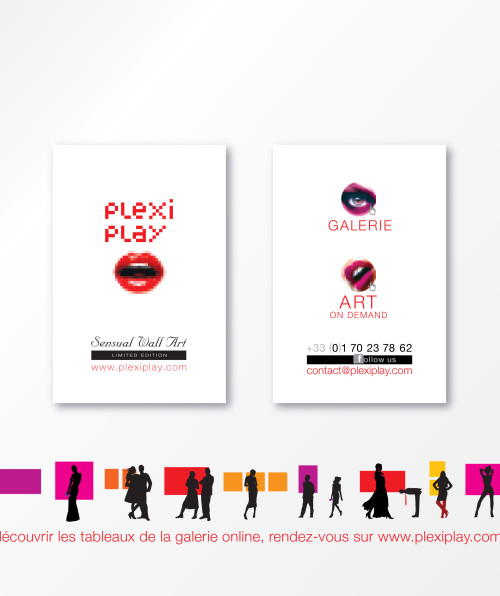 plexi
play
Sensual Wall Art
LIMITED EDITION
www.plexiplay.com
GALERIE
ART
ON DEMAND
+33 (0)1 70 23 78 62
follow us
contact@plexiplay.com
découvrir les tableaux de la galerie online, rendez-vous sur www.plexiplay.com